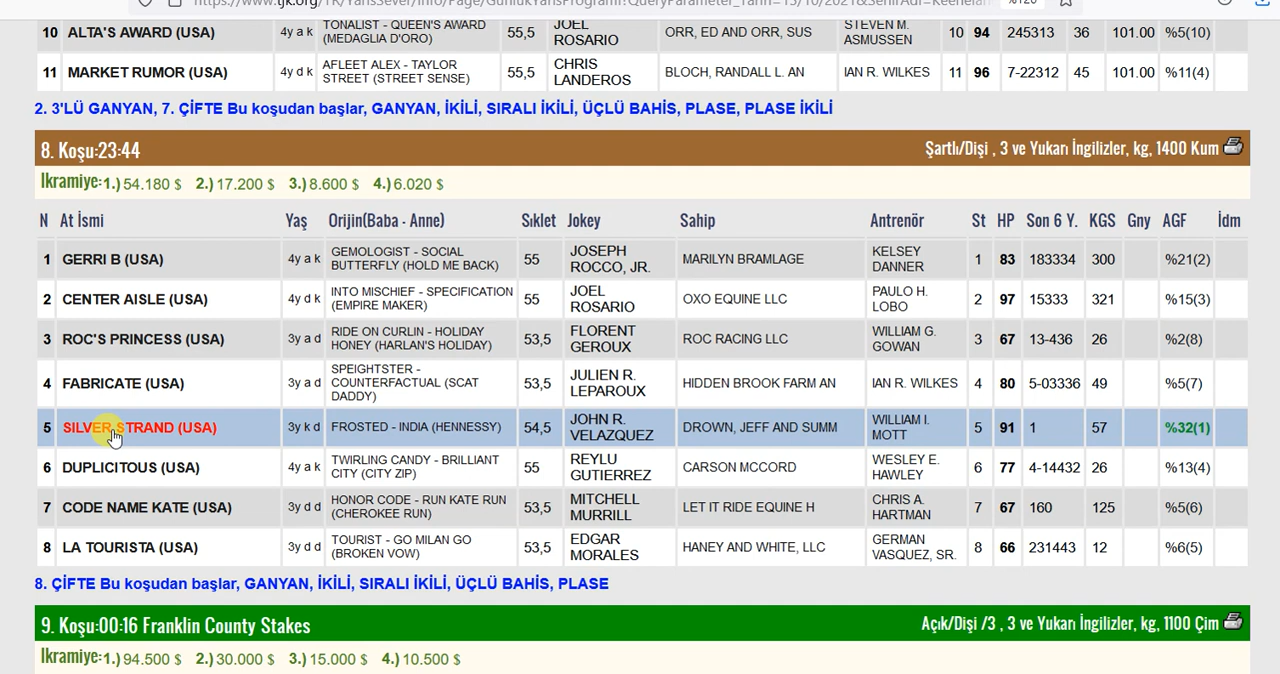 www.tjk.org/TR/YarisSever/Info/Page/GunlukYarisProgrami?QueryParameter_Tarih=15/10/2021&SehirAdi=Keenelan
%120
10 ALTA'S AWARD (USA) 4y a k TONALIST - QUEEN'S AWARD (MEDAGLIA D'ORO) 55,5 JOEL ROSARIO ORR, ED AND ORR, SUS STEVEN M. ASMUSSEN 10 94 245313 36 101.00 %5(10)
11 MARKET RUMOR (USA) 4y d k AFLEET ALEX - TAYLOR STREET (STREET SENSE) 55,5 CHRIS LANDEROS BLOCH, RANDALL L. AN IAN R. WILKES 11 96 7-22312 45 101.00 %11(4)
2. 3'LÜ GANYAN, 7. ÇİFTE Bu koşudan başlar, GANYAN, İKİLİ, SIRALI İKİLİ, ÜÇLÜ BAHİS, PLASE, PLASE İKİLİ
8. Koşu:23:44 Şartlı/Dişi , 3 ve Yukarı İngilizler, kg, 1400 Kum
İkramiye:1.) 54.180 $ 2.) 17.200 $ 3.) 8.600 $ 4.) 6.020 $
N At İsmi Yaş Orijin(Baba - Anne) Sıklet Jokey Sahip Antrenör St HP Son 6 Y. KGS Gny AGF İdm
1 GERRI B (USA) 4y a k GEMOLOGIST - SOCIAL BUTTERFLY (HOLD ME BACK) 55 JOSEPH ROCCO, JR. MARILYN BRAMLAGE KELSEY DANNER 1 83 183334 300 %21(2)
2 CENTER AISLE (USA) 4y d k INTO MISCHIEF - SPECIFICATION (EMPIRE MAKER) 55 JOEL ROSARIO OXO EQUINE LLC PAULO H. LOBO 2 97 15333 321 %15(3)
3 ROC'S PRINCESS (USA) 3y a d RIDE ON CURLIN - HOLIDAY HONEY (HARLAN'S HOLIDAY) 53,5 FLORENT GEROUX ROC RACING LLC WILLIAM G. GOWAN 3 67 13-436 26 %2(8)
4 FABRICATE (USA) 3y a d SPEIGHTSTER - COUNTERFACTUAL (SCAT DADDY) 53,5 JULIEN R. LEPAROUX HIDDEN BROOK FARM AN IAN R. WILKES 4 80 5-03336 49 %5(7)
5 SILVER STRAND (USA) 3y k d FROSTED - INDIA (HENNESSY) 54,5 JOHN R. VELAZQUEZ DROWN, JEFF AND SUMM WILLIAM I. MOTT 5 91 1 57 %32(1)
6 DUPLICITOUS (USA) 4y a k TWIRLING CANDY - BRILLIANT CITY (CITY ZIP) 55 REYLU GUTIERREZ CARSON MCCORD WESLEY E. HAWLEY 6 77 4-14432 26 %13(4)
7 CODE NAME KATE (USA) 3y d d HONOR CODE - RUN KATE RUN (CHEROKEE RUN) 53,5 MITCHELL MURRILL LET IT RIDE EQUINE H CHRIS A. HARTMAN 7 67 160 125 %5(6)
8 LA TOURISTA (USA) 3y d d TOURIST - GO MILAN GO (BROKEN VOW) 53,5 EDGAR MORALES HANEY AND WHITE, LLC GERMAN VASQUEZ, SR. 8 66 231443 12 %6(5)
8. ÇİFTE Bu koşudan başlar, GANYAN, İKİLİ, SIRALI İKİLİ, ÜÇLÜ BAHİS, PLASE
9. Koşu:00:16 Franklin County Stakes Açık/Dişi /3 , 3 ve Yukarı İngilizler, kg, 1100 Çim
İkramiye:1.) 94.500 $ 2.) 30.000 $ 3.) 15.000 $ 4.) 10.500 $